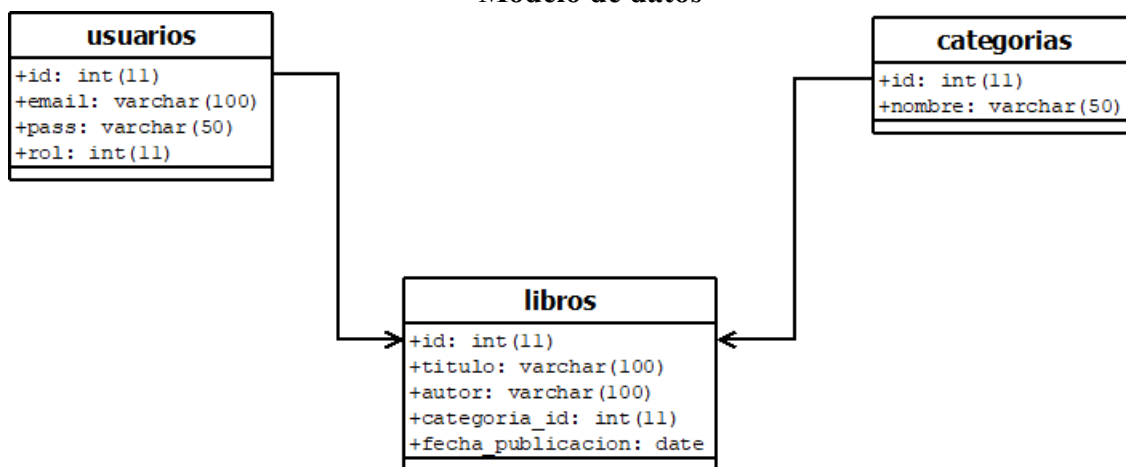 Modelo de datos
usuarios
+id: int(11)
+email: varchar(100)
+pass: varchar(50)
+rol: int(11)
categorias
+id: int(11)
+nombre: varchar(50)
libros
+id: int(11)
+titulo: varchar(100)
+autor: varchar(100)
+categoria_id: int(11)
+fecha_publicacion: date